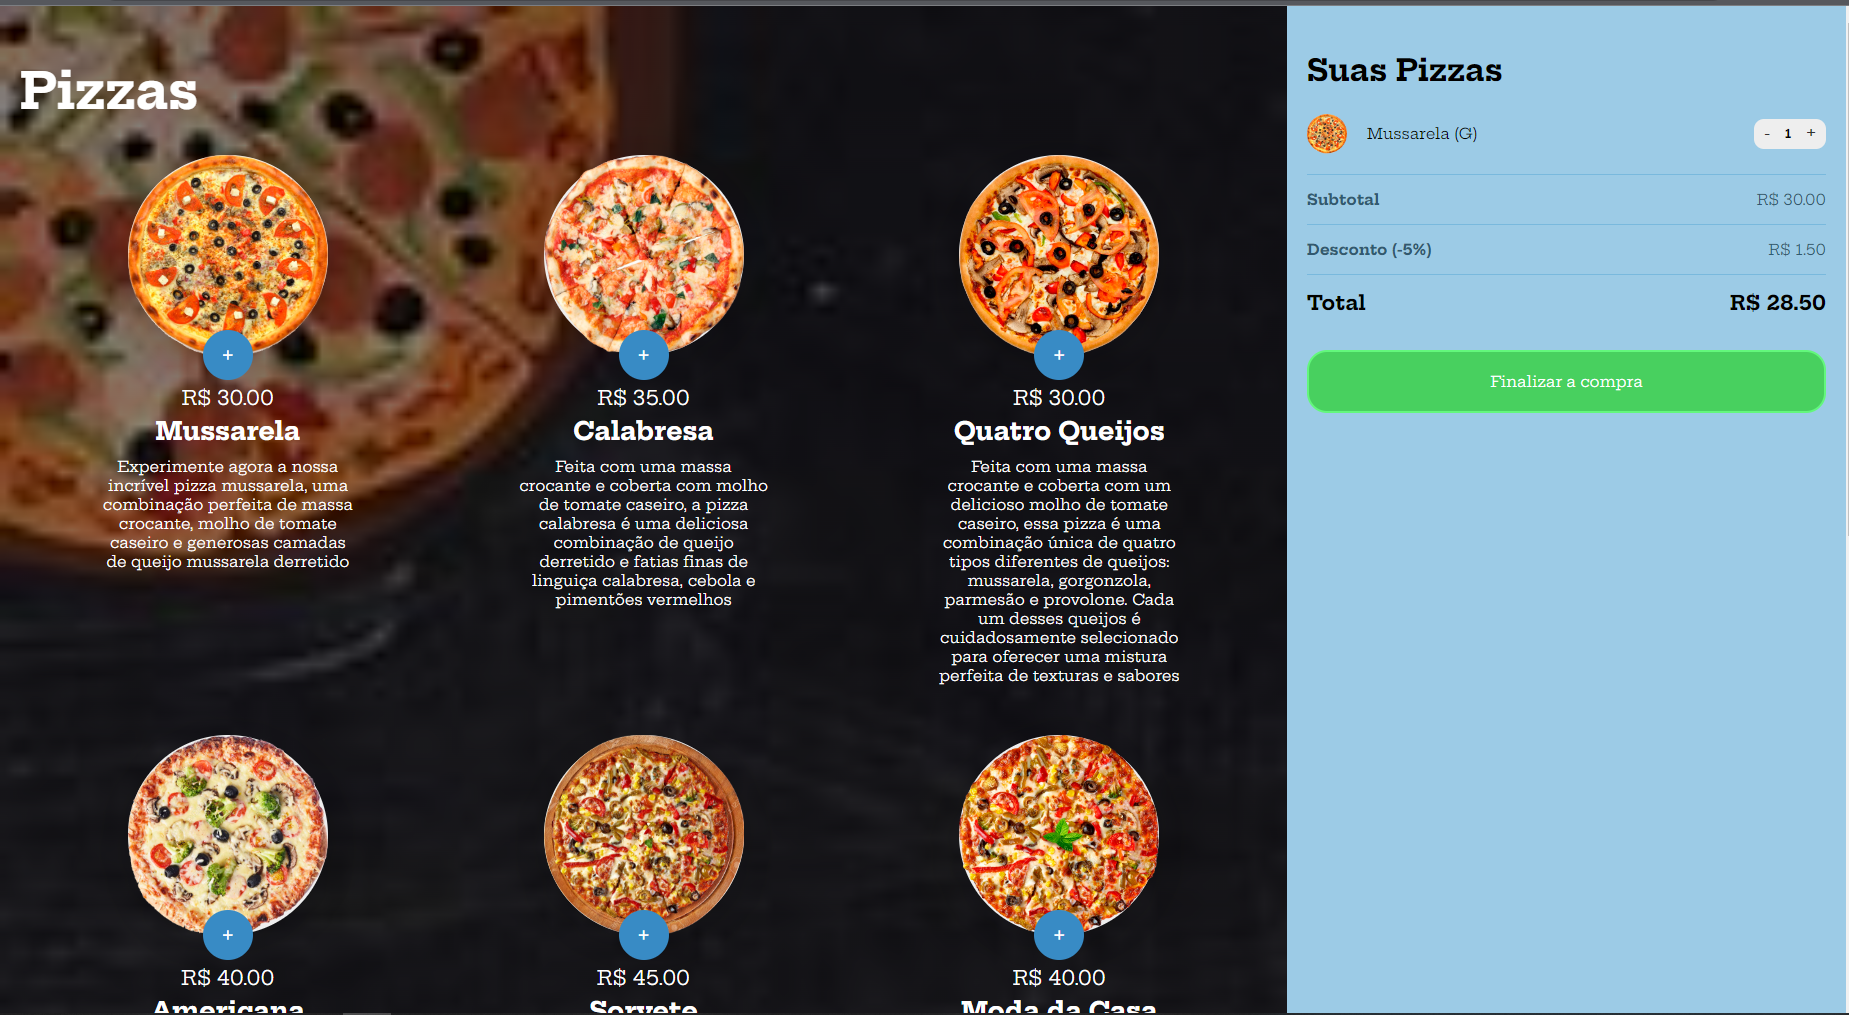 Pizzas
+
R$ 30.00
Mussarela
Experimente agora a nossa
incrível pizza mussarela, uma
combinação perfeita de massa
crocante, molho de tomate
caseiro e generosas camadas
de queijo mussarela derretido
+
R$ 35.00
Calabresa
Feita com uma massa
crocante e coberta com molho
de tomate caseiro, a pizza
calabresa é uma deliciosa
combinação de queijo
derretido e fatias finas de
linguiça calabresa, cebola e
pimentões vermelhos
+
R$ 30.00
Quatro Queijos
Feita com uma massa
crocante e coberta com um
delicioso molho de tomate
caseiro, essa pizza é uma
combinação única de quatro
tipos diferentes de queijos:
mussarela, gorgonzola,
parmesão e provolone. Cada
um desses queijos é
cuidadosamente selecionado
para oferecer uma mistura
perfeita de texturas e sabores
+
R$ 40.00
Americana
+
R$ 45.00
Sorvete
+
R$ 40.00
Moda da Casa
Suas Pizzas
Mussarela (G) - 1 +
Subtotal R$ 30.00
Desconto (-5%) R$ 1.50
Total R$ 28.50
Finalizar a compra